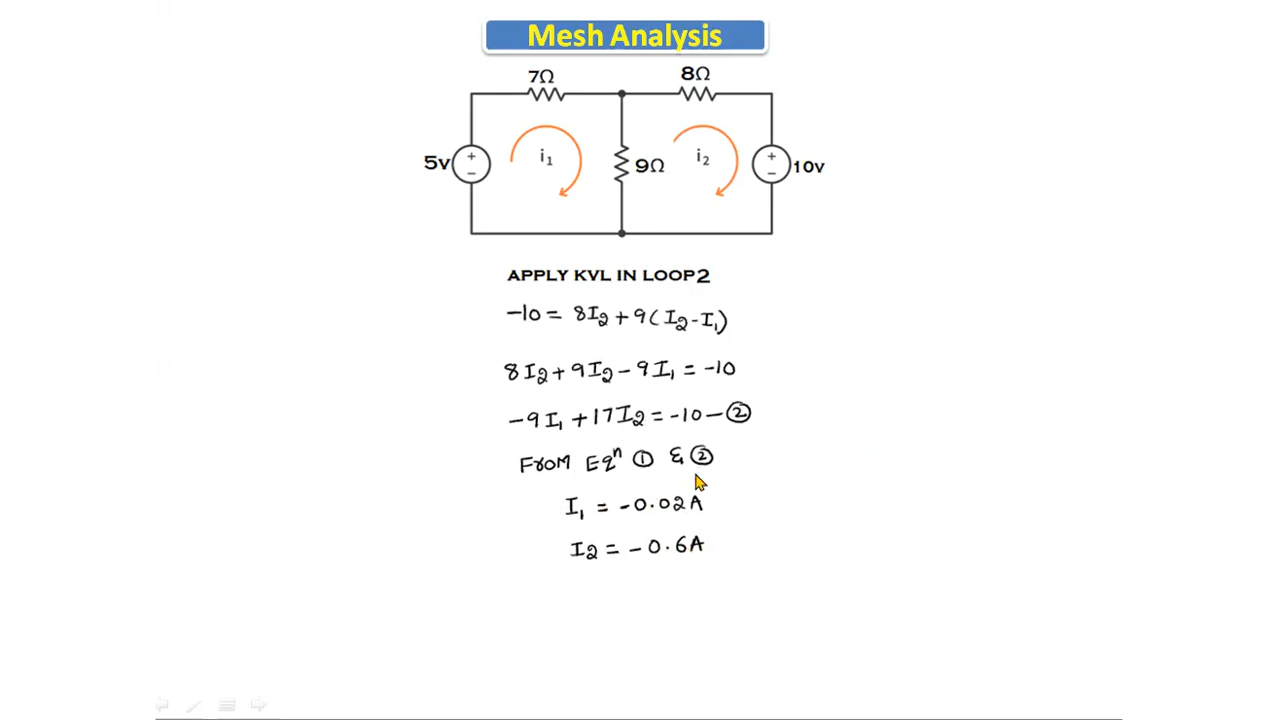 Mesh Analysis
7Ω
8Ω
5v
+
−
i₁
9Ω
i₂
+
−
10v
APPLY KVL IN LOOP2
-10 = 8I₂ + 9(I₂-I₁)
8I₂ + 9I₂ - 9I₁ = -10
-9I₁ + 17I₂ = -10 - ②
From Eqⁿ ① & ②
I₁ = -0.02A
I₂ = -0.6A